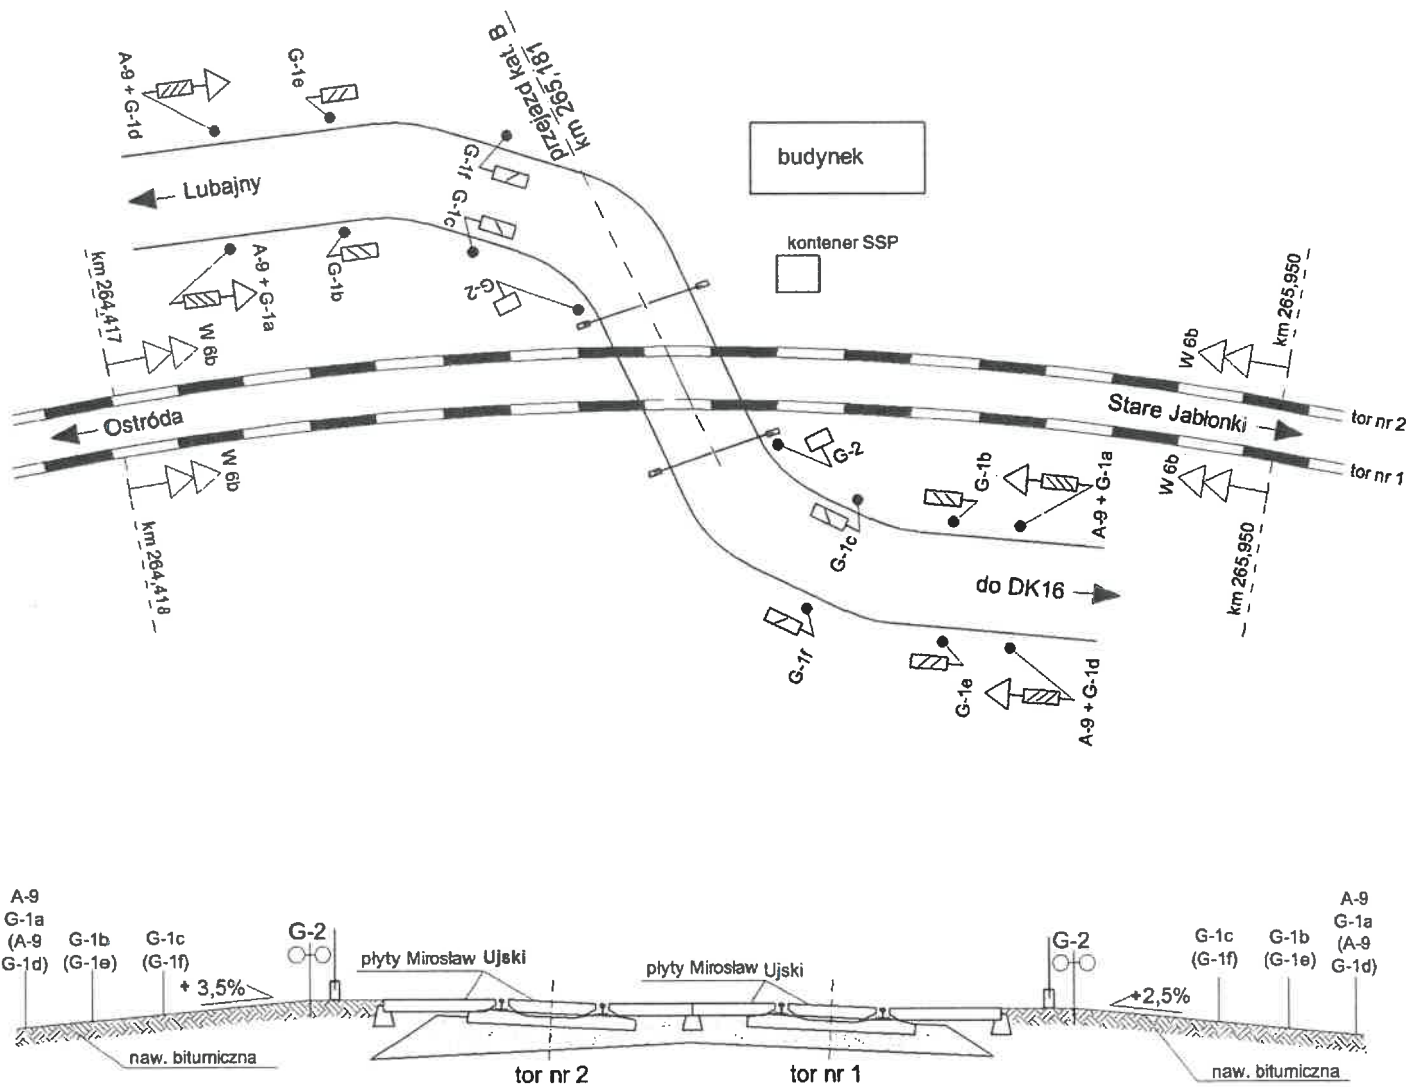 A-9 + G-1d
G-1e
przejazd kat. B
km 265,181
G-1f
budynek
Lubajny
G-1c
kontener SSP
A-9 + G-1a
G-1b
G-2
km 264,417
W 6b
km 265,950
W 6b
Ostróda
Stare Jabłonki
tor nr 2
tor nr 1
W 6b
km 264,418
G-2
G-1b
A-9 + G-1a
W 6b
G-1c
km 265,950
do DK16
G-1f
G-1e
A-9 + G-1d
A-9
G-1a
(A-9
G-1d)
G-1b
(G-1e)
G-1c
(G-1f)
+ 3,5%
G-2
płyty Mirosław Ujski
płyty Mirosław Ujski
G-2
+2,5%
G-1c
(G-1f)
G-1b
(G-1e)
A-9
G-1a
(A-9
G-1d)
naw. bitumiczna
tor nr 2
tor nr 1
naw. bitumiczna